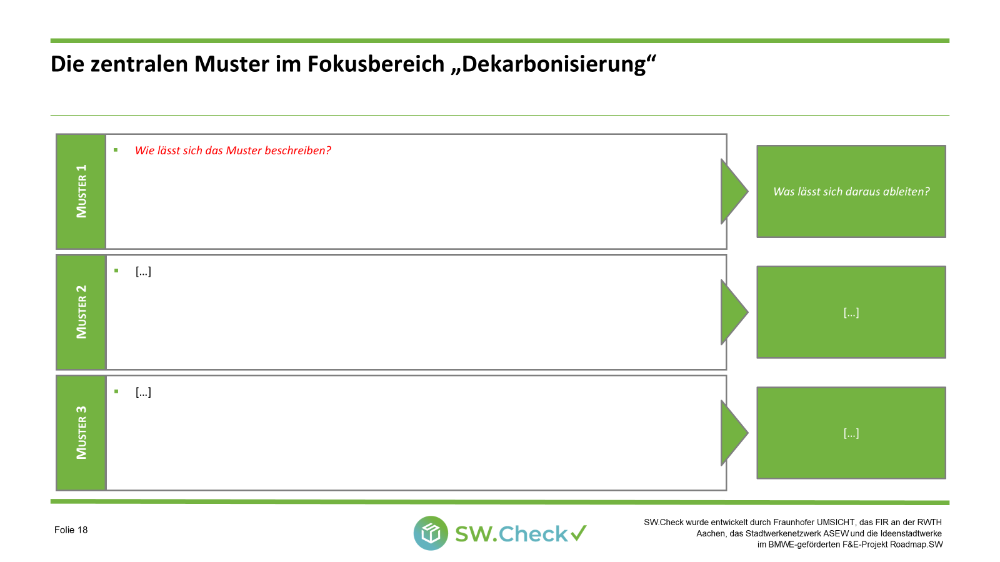 Die zentralen Muster im Fokusbereich „Dekarbonisierung“
MUSTER 1
Wie lässt sich das Muster beschreiben?
Was lässt sich daraus ableiten?
MUSTER 2
[…]
[…]
MUSTER 3
[…]
[…]
Folie 18
SW.Check
SW.Check wurde entwickelt durch Fraunhofer UMSICHT, das FIR an der RWTH
Aachen, das Stadtwerkenetzwerk ASEW und die Ideenstadtwerke
im BMWE-geförderten F&E-Projekt Roadmap.SW